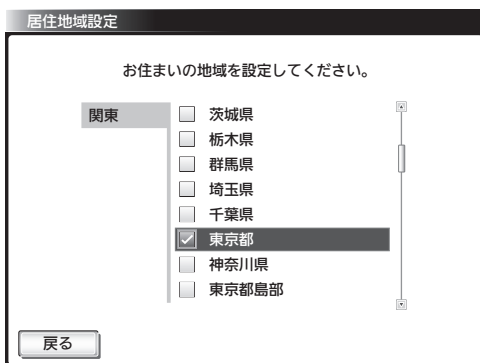 居住地域設定
お住まいの地域を設定してください。
関東
茨城県
栃木県
群馬県
埼玉県
千葉県
東京都
神奈川県
東京都島部
戻る